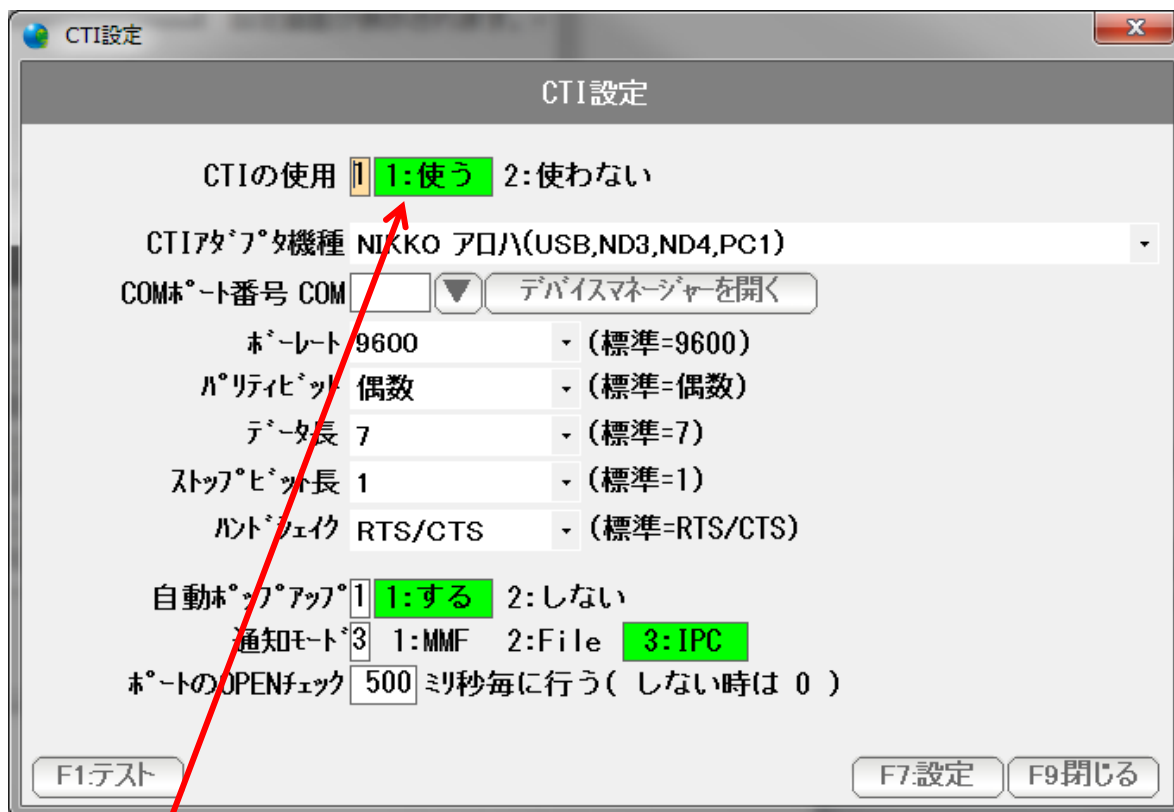 CTI設定
CTI設定
CTIの使用 1 1:使う 2:使わない
CTIｱﾀﾞﾌﾟﾀ機種 NIKKO アロハ(USB,ND3,ND4,PC1)
COMﾎﾟｰﾄ番号 COM ▼ デバイスマネージャーを開く
ﾎﾞｰﾚｰﾄ 9600 (標準=9600)
ﾊﾟﾘﾃｨﾋﾞｯﾄ 偶数 (標準=偶数)
ﾃﾞｰﾀ長 7 (標準=7)
ｽﾄｯﾌﾟﾋﾞｯﾄ長 1 (標準=1)
ﾊﾝﾄﾞｼｪｲｸ RTS/CTS (標準=RTS/CTS)
自動ﾎﾟｯﾌﾟｱｯﾌﾟ 1 1:する 2:しない
通知ﾓｰﾄﾞ 3 1:MMF 2:File 3:IPC
ﾎﾟｰﾄのOPENﾁｪｯｸ 500 ﾐﾘ秒毎に行う( しない時は 0 )
F1:テスト F7:設定 F9:閉じる